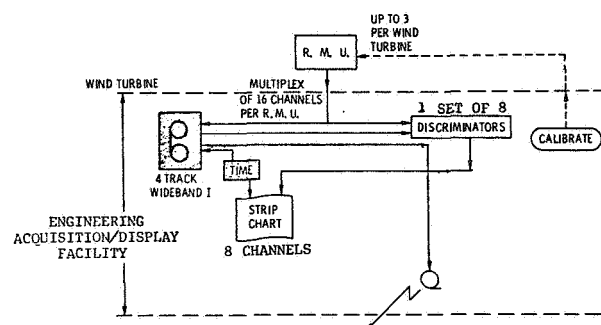 UP TO 3
PER WIND
TURBINE
R. M. U.
WIND TURBINE
MULTIPLEX
OF 16 CHANNELS
PER R. M. U.
1 SET OF 8
DISCRIMINATORS
CALIBRATE
4 TRACK
WIDEBAND I
TIME
STRIP
CHART
8 CHANNELS
ENGINEERING
ACQUISITION/DISPLAY
FACILITY